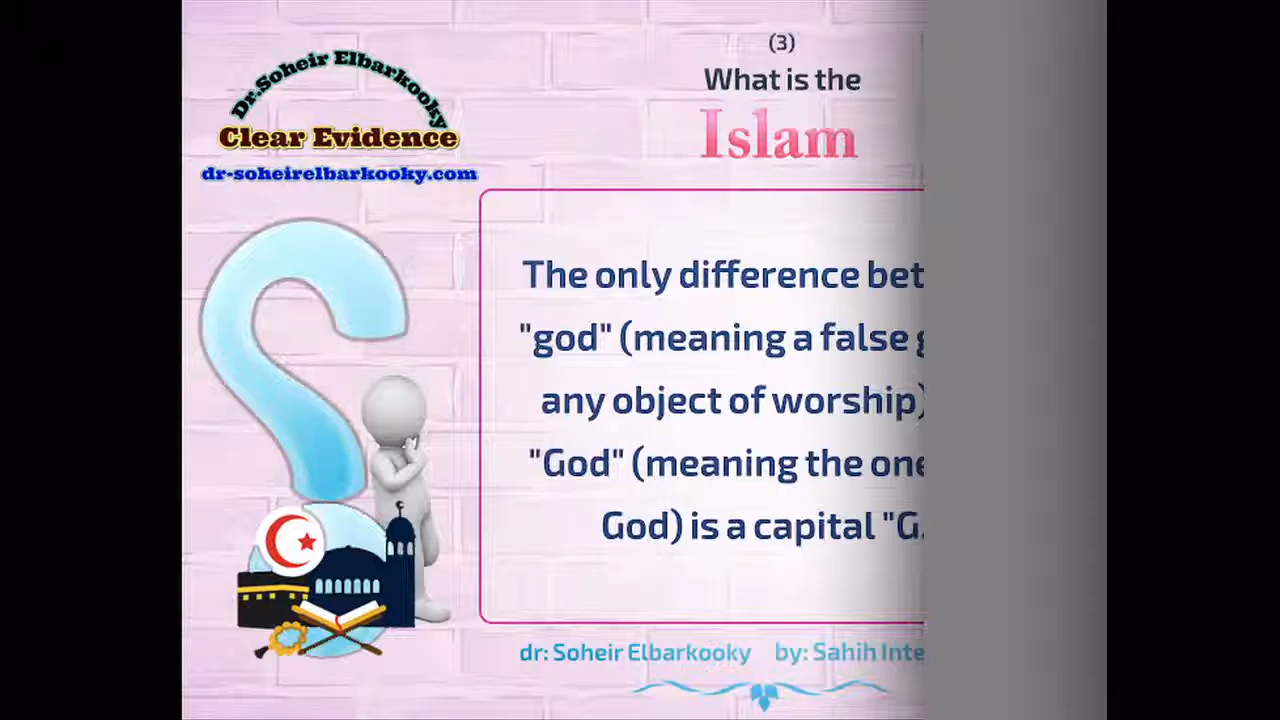 Dr.Soheir Elbarkooky
Clear Evidence
dr-soheirelbarkooky.com
(3)
What is the
Islam
The only difference
"god" (meaning a false
any object of worship)
"God" (meaning the one
God) is a capital "G
dr: Soheir Elbarkooky by: Sahih